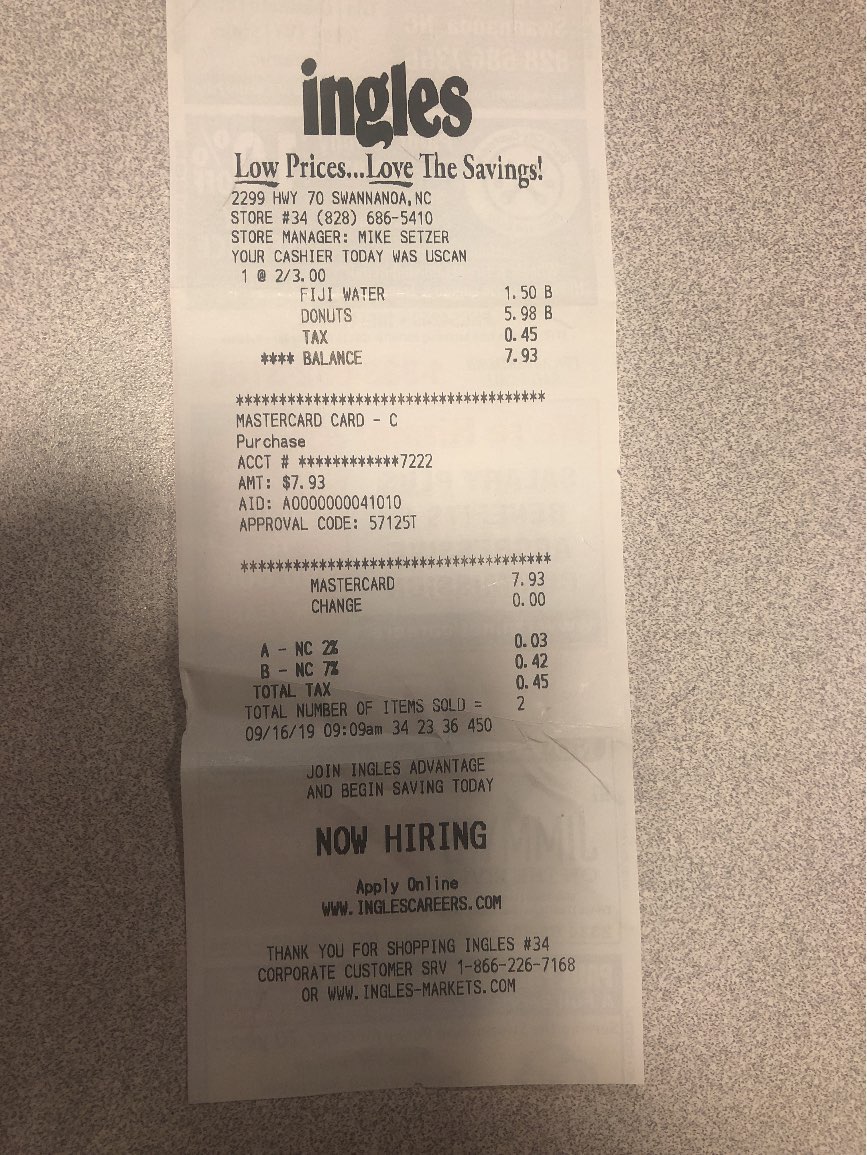 ingles
Low Prices...Love The Savings!
2299 HWY 70 SWANNANOA,NC
STORE #34 (828) 686-5410
STORE MANAGER: MIKE SETZER
YOUR CASHIER TODAY WAS USCAN
1 @ 2/3.00
FIJI WATER 1.50 B
DONUTS 5.98 B
TAX 0.45
**** BALANCE 7.93
************************************
MASTERCARD CARD - C
Purchase
ACCT # ************7222
AMT: $7.93
AID: A0000000041010
APPROVAL CODE: 57125T
************************************
MASTERCARD 7.93
CHANGE 0.00
A - NC 2% 0.03
B - NC 7% 0.42
TOTAL TAX 0.45
TOTAL NUMBER OF ITEMS SOLD = 2
09/16/19 09:09am 34 23 36 450
JOIN INGLES ADVANTAGE
AND BEGIN SAVING TODAY
NOW HIRING
Apply Online
WWW.INGLESCAREERS.COM
THANK YOU FOR SHOPPING INGLES #34
CORPORATE CUSTOMER SRV 1-866-226-7168
OR WWW.INGLES-MARKETS.COM